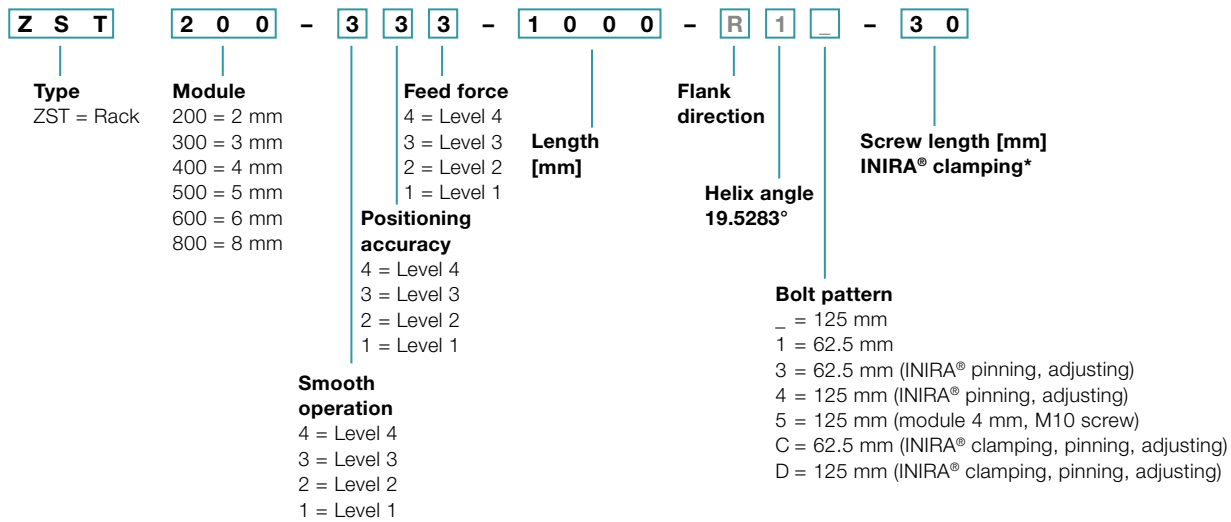 Z S T 2 0 0 – 3 3 3 – 1 0 0 0 – R 1 _ – 3 0
Type
ZST = Rack
Module
200 = 2 mm
300 = 3 mm
400 = 4 mm
500 = 5 mm
600 = 6 mm
800 = 8 mm
Smooth
operation
4 = Level 4
3 = Level 3
2 = Level 2
1 = Level 1
Positioning
accuracy
4 = Level 4
3 = Level 3
2 = Level 2
1 = Level 1
Feed force
4 = Level 4
3 = Level 3
2 = Level 2
1 = Level 1
Length
[mm]
Flank
direction
Helix angle
19.5283°
Bolt pattern
_ = 125 mm
1 = 62.5 mm
3 = 62.5 mm (INIRA® pinning, adjusting)
4 = 125 mm (INIRA® pinning, adjusting)
5 = 125 mm (module 4 mm, M10 screw)
C = 62.5 mm (INIRA® clamping, pinning, adjusting)
D = 125 mm (INIRA® clamping, pinning, adjusting)
Screw length [mm]
INIRA® clamping*